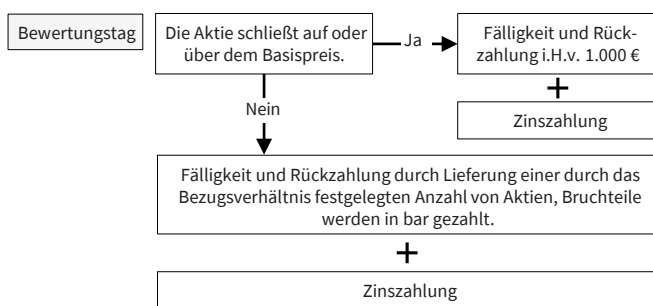 Bewertungstag
Die Aktie schließt auf oder
über dem Basispreis.
Ja
Fälligkeit und Rück-
zahlung i.H.v. 1.000 €
+
Zinszahlung
Nein
Fälligkeit und Rückzahlung durch Lieferung einer durch das
Bezugsverhältnis festgelegten Anzahl von Aktien, Bruchteile
werden in bar gezahlt.
+
Zinszahlung